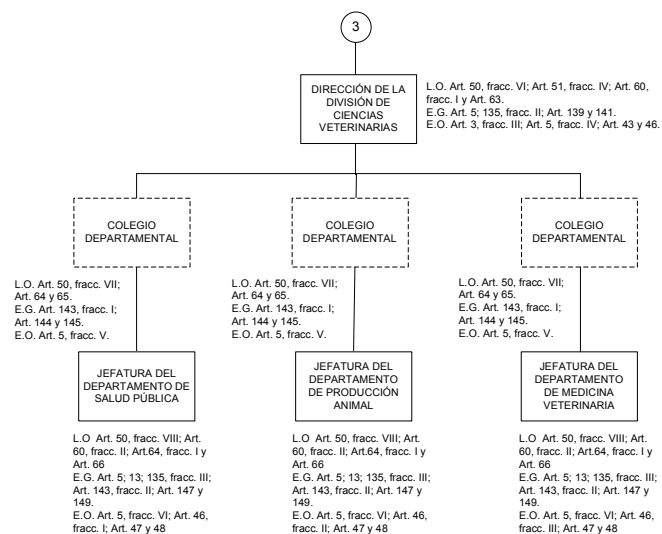 3
DIRECCIÓN DE LA
DIVISIÓN DE
CIENCIAS
VETERINARIAS
L.O. Art. 50, fracc. VI; Art. 51, fracc. IV; Art. 60,
fracc. I y Art. 63.
E.G. Art. 5; 135, fracc. II; Art. 139 y 141.
E.O. Art. 3, fracc. III; Art. 5, fracc. IV; Art. 43 y 46.
COLEGIO
DEPARTAMENTAL
L.O. Art. 50, fracc. VII;
Art. 64 y 65.
E.G. Art. 143, fracc. I;
Art. 144 y 145.
E.O. Art. 5, fracc. V.
COLEGIO
DEPARTAMENTAL
L.O. Art. 50, fracc. VII;
Art. 64 y 65.
E.G. Art. 143, fracc. I;
Art. 144 y 145.
E.O. Art. 5, fracc. V.
COLEGIO
DEPARTAMENTAL
L.O. Art. 50, fracc. VII;
Art. 64 y 65.
E.G. Art. 143, fracc. I;
Art. 144 y 145.
E.O. Art. 5, fracc. V.
JEFATURA DEL
DEPARTAMENTO DE
SALUD PÚBLICA
L.O Art. 50, fracc. VIII; Art.
60, fracc. II; Art.64, fracc. I y
Art. 66
E.G. Art. 5; 13; 135, fracc. III;
Art. 143, fracc. II; Art. 147 y
149.
E.O. Art. 5, fracc. VI; Art. 46,
fracc. I; Art. 47 y 48
JEFATURA DEL
DEPARTAMENTO
DE PRODUCCIÓN
ANIMAL
L.O Art. 50, fracc. VIII; Art.
60, fracc. II; Art.64, fracc. I y
Art. 66
E.G. Art. 5; 13; 135, fracc. III;
Art. 143, fracc. II; Art. 147 y
149.
E.O. Art. 5, fracc. VI; Art. 46,
fracc. II; Art. 47 y 48
JEFATURA DEL
DEPARTAMENTO
DE MEDICINA
VETERINARIA
L.O Art. 50, fracc. VIII; Art.
60, fracc. II; Art.64, fracc. I y
Art. 66
E.G. Art. 5; 13; 135, fracc. III;
Art. 143, fracc. II; Art. 147 y
149.
E.O. Art. 5, fracc. VI; Art. 46,
fracc. III; Art. 47 y 48